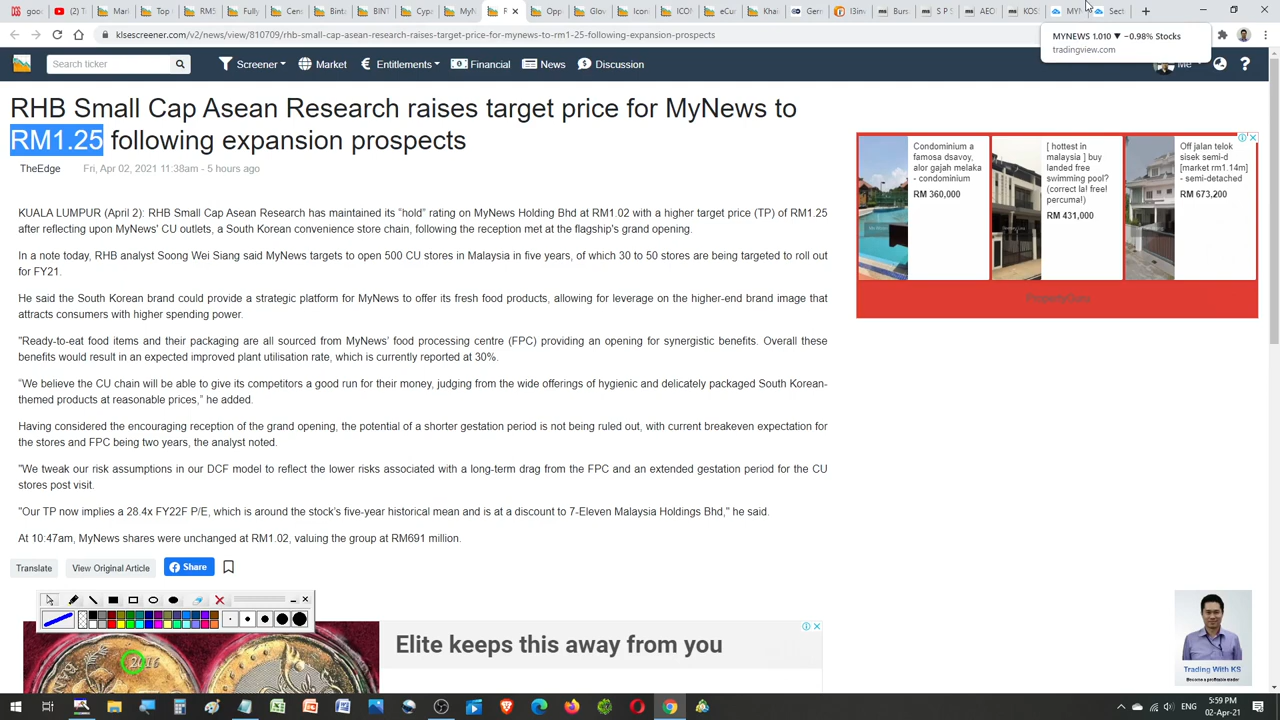 klsescreener.com/v2/news/view/810709/rhb-small-cap-asean-research-raises-target-price-for-mynews-to-rm1-25-following-expansion-prospects
MYNEWS 1.010 ▼ −0.98% Stocks
tradingview.com
Search ticker
Screener
Market
Entitlements
Financial
News
Discussion
Me
RHB Small Cap Asean Research raises target price for MyNews to
RM1.25 following expansion prospects
TheEdge Fri, Apr 02, 2021 11:38am - 5 hours ago
KUALA LUMPUR (April 2): RHB Small Cap Asean Research has maintained its “hold” rating on MyNews Holding Bhd at RM1.02 with a higher target price (TP) of RM1.25
after reflecting upon MyNews' CU outlets, a South Korean convenience store chain, following the reception met at the flagship's grand opening.
In a note today, RHB analyst Soong Wei Siang said MyNews targets to open 500 CU stores in Malaysia in five years, of which 30 to 50 stores are being targeted to roll out
for FY21.
He said the South Korean brand could provide a strategic platform for MyNews to offer its fresh food products, allowing for leverage on the higher-end brand image that
attracts consumers with higher spending power.
"Ready-to-eat food items and their packaging are all sourced from MyNews’ food processing centre (FPC) providing an opening for synergistic benefits. Overall these
benefits would result in an expected improved plant utilisation rate, which is currently reported at 30%.
“We believe the CU chain will be able to give its competitors a good run for their money, judging from the wide offerings of hygienic and delicately packaged South Korean-
themed products at reasonable prices,” he added.
Having considered the encouraging reception of the grand opening, the potential of a shorter gestation period is not being ruled out, with current breakeven expectation for
the stores and FPC being two years, the analyst noted.
"We tweak our risk assumptions in our DCF model to reflect the lower risks associated with a long-term drag from the FPC and an extended gestation period for the CU
stores post visit.
"Our TP now implies a 28.4x FY22F P/E, which is around the stock’s five-year historical mean and is at a discount to 7-Eleven Malaysia Holdings Bhd," he said.
At 10:47am, MyNews shares were unchanged at RM1.02, valuing the group at RM691 million.
Translate
View Original Article
Share
Condominium a
famosa dsavoy,
alor gajah melaka
- condominium
RM 360,000
[ hottest in
malaysia ] buy
landed free
swimming pool?
(correct la! free!
percuma!)
RM 431,000
Off jalan telok
sisek semi-d
[market rm1.14m]
- semi-detached
RM 673,200
PropertyGuru
2016
Elite keeps this away from you
Trading With KS
Become a profitable trader
ENG
5:59 PM
02-Apr-21